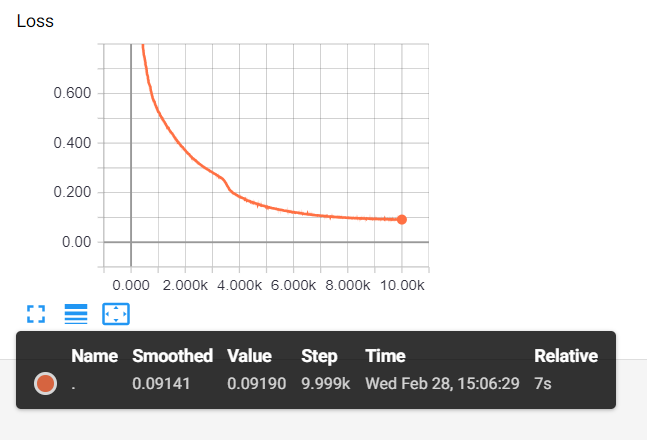 Loss
0.600
0.400
0.200
0.00
0.000 2.000k 4.000k 6.000k 8.000k 10.00k
Name Smoothed Value Step Time Relative
. 0.09141 0.09190 9.999k Wed Feb 28, 15:06:29 7s